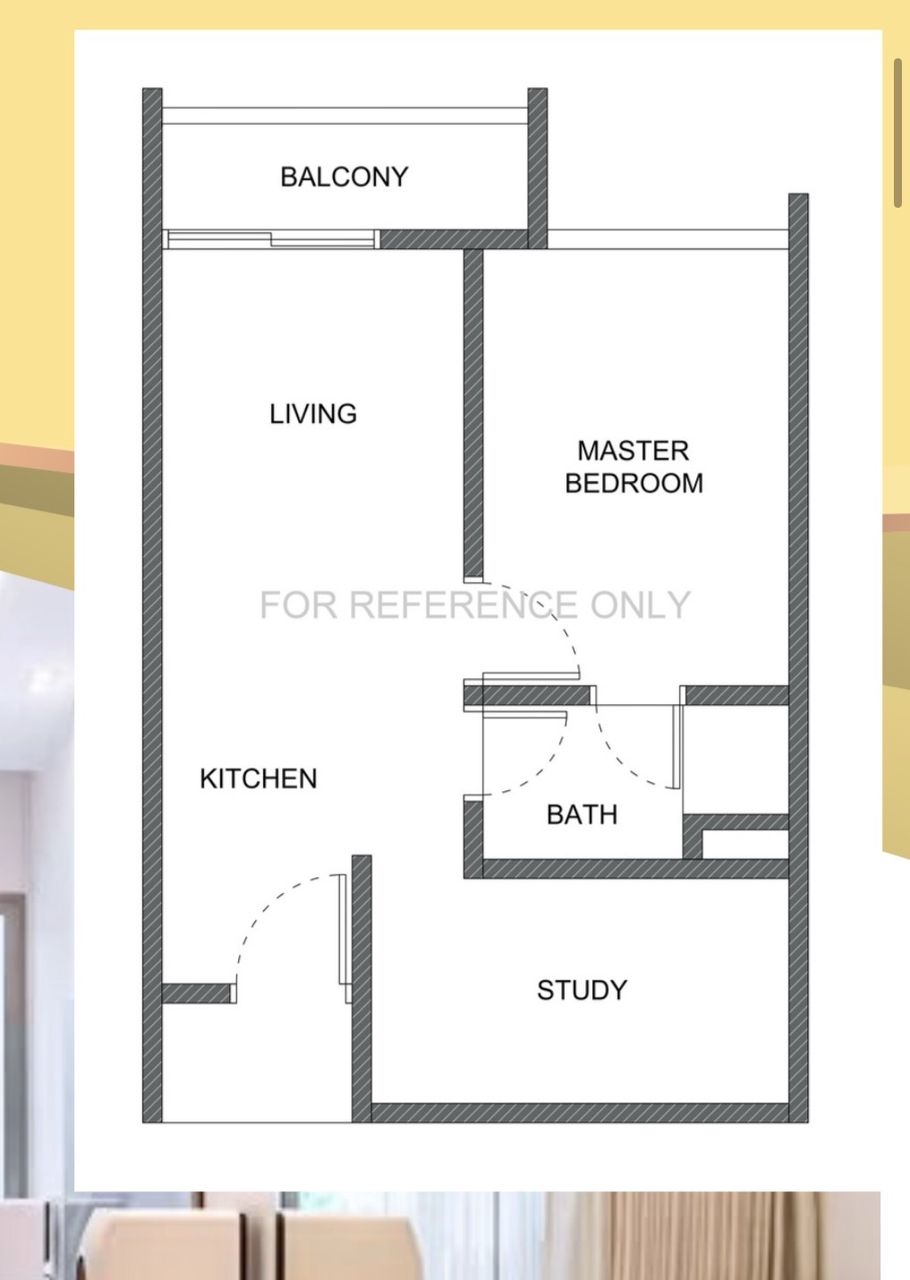 BALCONY
LIVING
MASTER
BEDROOM
FOR REFERENCE ONLY
KITCHEN
BATH
STUDY